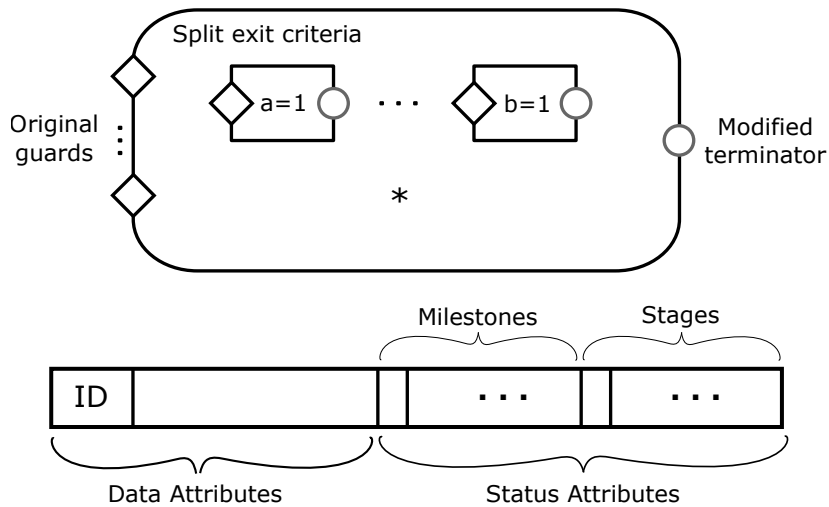 Split exit criteria
a=1
. . .
b=1
Original
guards
Modified
terminator
*
Milestones
Stages
ID
. . .
. . .
Data Attributes
Status Attributes